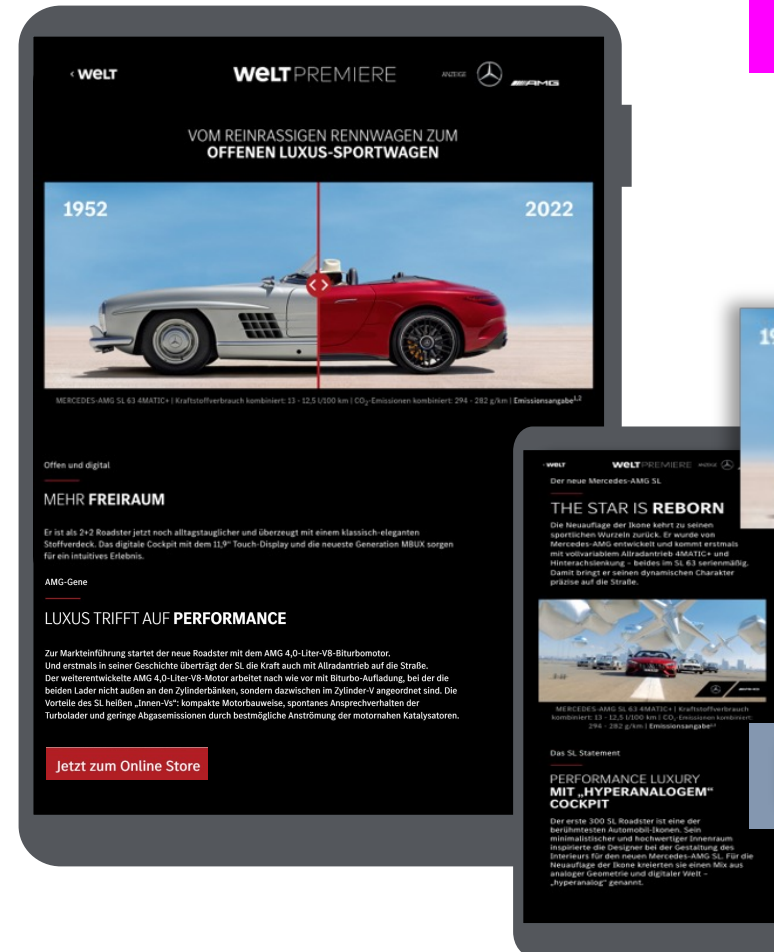 ‹ WELT
WELTPREMIERE
ANZEIGE
AMG
VOM REINRASSIGEN RENNWAGEN ZUM
OFFENEN LUXUS-SPORTWAGEN
1952
2022
MERCEDES-AMG SL 63 4MATIC+ | Kraftstoffverbrauch kombiniert: 13 - 12,5 l/100 km | CO₂-Emissionen kombiniert: 294 - 282 g/km | Emissionsangabe¹,²
Offen und digital
MEHR FREIRAUM
Er ist als 2+2 Roadster jetzt noch alltagstauglicher und überzeugt mit einem klassisch-eleganten
Stoffverdeck. Das digitale Cockpit mit dem 11,9" Touch-Display und die neueste Generation MBUX sorgen
für ein intuitives Erlebnis.
AMG-Gene
LUXUS TRIFFT AUF PERFORMANCE
Zur Markteinführung startet der neue Roadster mit dem AMG 4,0-Liter-V8-Biturbomotor.
Und erstmals in seiner Geschichte überträgt der SL die Kraft auch mit Allradantrieb auf die Straße.
Der weiterentwickelte AMG 4,0-Liter-V8-Motor arbeitet nach wie vor mit Biturbo-Aufladung, bei der die
beiden Lader nicht außen an den Zylinderbänken, sondern dazwischen im Zylinder-V angeordnet sind. Die
Vorteile des SL heißen „Innen-Vs“: kompakte Motorbauweise, spontanes Ansprechverhalten der
Turbolader und geringe Abgasemissionen durch bestmögliche Anströmung der motornahen Katalysatoren.
Jetzt zum Online Store
‹ WELT
WELTPREMIERE
ANZEIGE
Der neue Mercedes-AMG SL
THE STAR IS REBORN
Die Neuauflage der Ikone kehrt zu seinen
sportlichen Wurzeln zurück. Er wurde von
Mercedes-AMG entwickelt und kommt erstmals
mit vollvariablem Allradantrieb 4MATIC+ und
Hinterachslenkung – beides im SL 63 serienmäßig.
Damit bringt er seinen dynamischen Charakter
präzise auf die Straße.
MERCEDES-AMG SL 63 4MATIC+ | Kraftstoffverbrauch
kombiniert: 13 - 12,5 l/100 km | CO₂-Emissionen kombiniert:
294 - 282 g/km | Emissionsangabe¹,²
Das SL Statement
PERFORMANCE LUXURY
MIT „HYPERANALOGEM“
COCKPIT
Der erste 300 SL Roadster ist eine der
berühmtesten Automobil-Ikonen. Sein
minimalistischer und hochwertiger Innenraum
inspirierte die Designer bei der Gestaltung des
Interieurs für den neuen Mercedes-AMG SL. Für die
Neuauflage der Ikone kreierten sie einen Mix aus
analoger Geometrie und digitaler Welt –
„hyperanalog“ genannt.